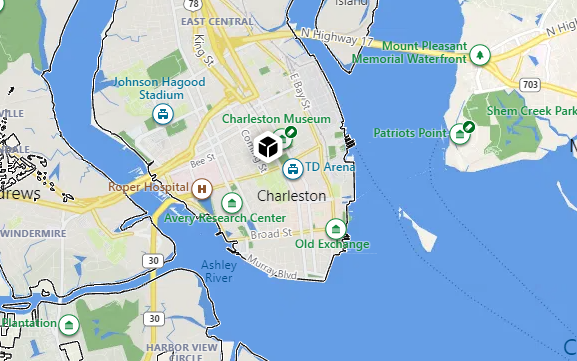 78
EAST CENTRAL
Island
N Highway 17
King St
Mount Pleasant
Memorial Waterfront
Johnson Hagood
Stadium
E Bay St
703
Charleston Museum
Shem Creek Park
Patriots Point
Coming St
Bee St
TD Arena
Roper Hospital
H
drews
Charleston
Avery Research Center
Broad St
Old Exchange
WINDERMIRE
30
Ashley
River
Murray Blvd
Plantation
30
HARBOR VIEW
CIRCLE